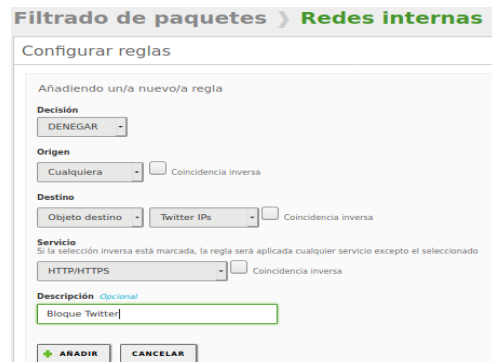 Filtrado de paquetes ❯ Redes internas
Configurar reglas
Añadiendo un/a nuevo/a regla
Decisión
DENEGAR
Origen
Cualquiera Coincidencia inversa
Destino
Objeto destino Twitter IPs Coincidencia inversa
Servicio
Si la selección inversa está marcada, la regla será aplicada cualquier servicio excepto el seleccionado
HTTP/HTTPS Coincidencia inversa
Descripción Opcional
Bloque Twitter
AÑADIR CANCELAR